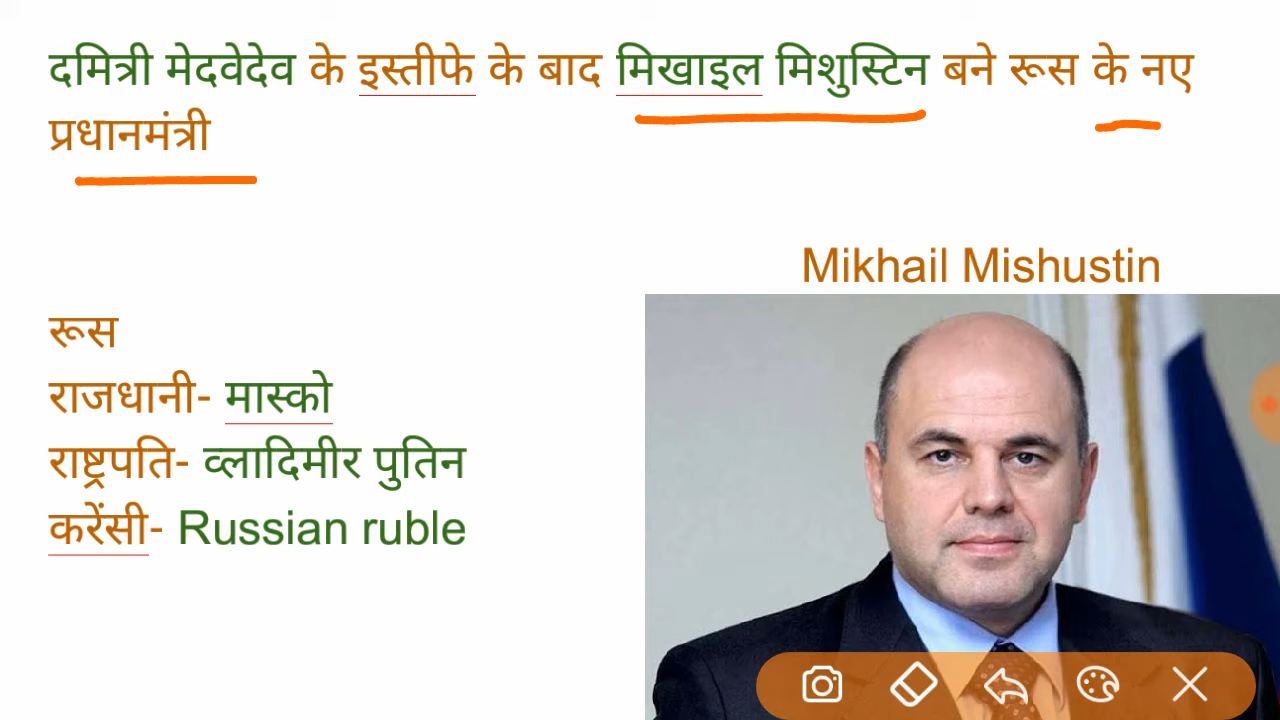 दमित्री मेदवेदेव के इस्तीफे के बाद मिखाइल मिशुस्टिन बने रूस के नए
प्रधानमंत्री
Mikhail Mishustin
रूस
राजधानी- मास्को
राष्ट्रपति- व्लादिमीर पुतिन
करेंसी- Russian ruble